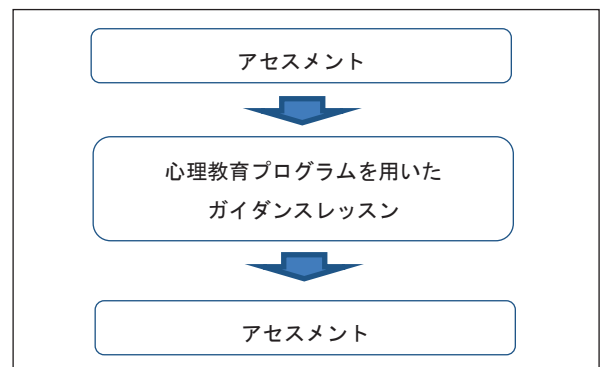 アセスメント
心理教育プログラムを用いた
ガイダンスレッスン
アセスメント